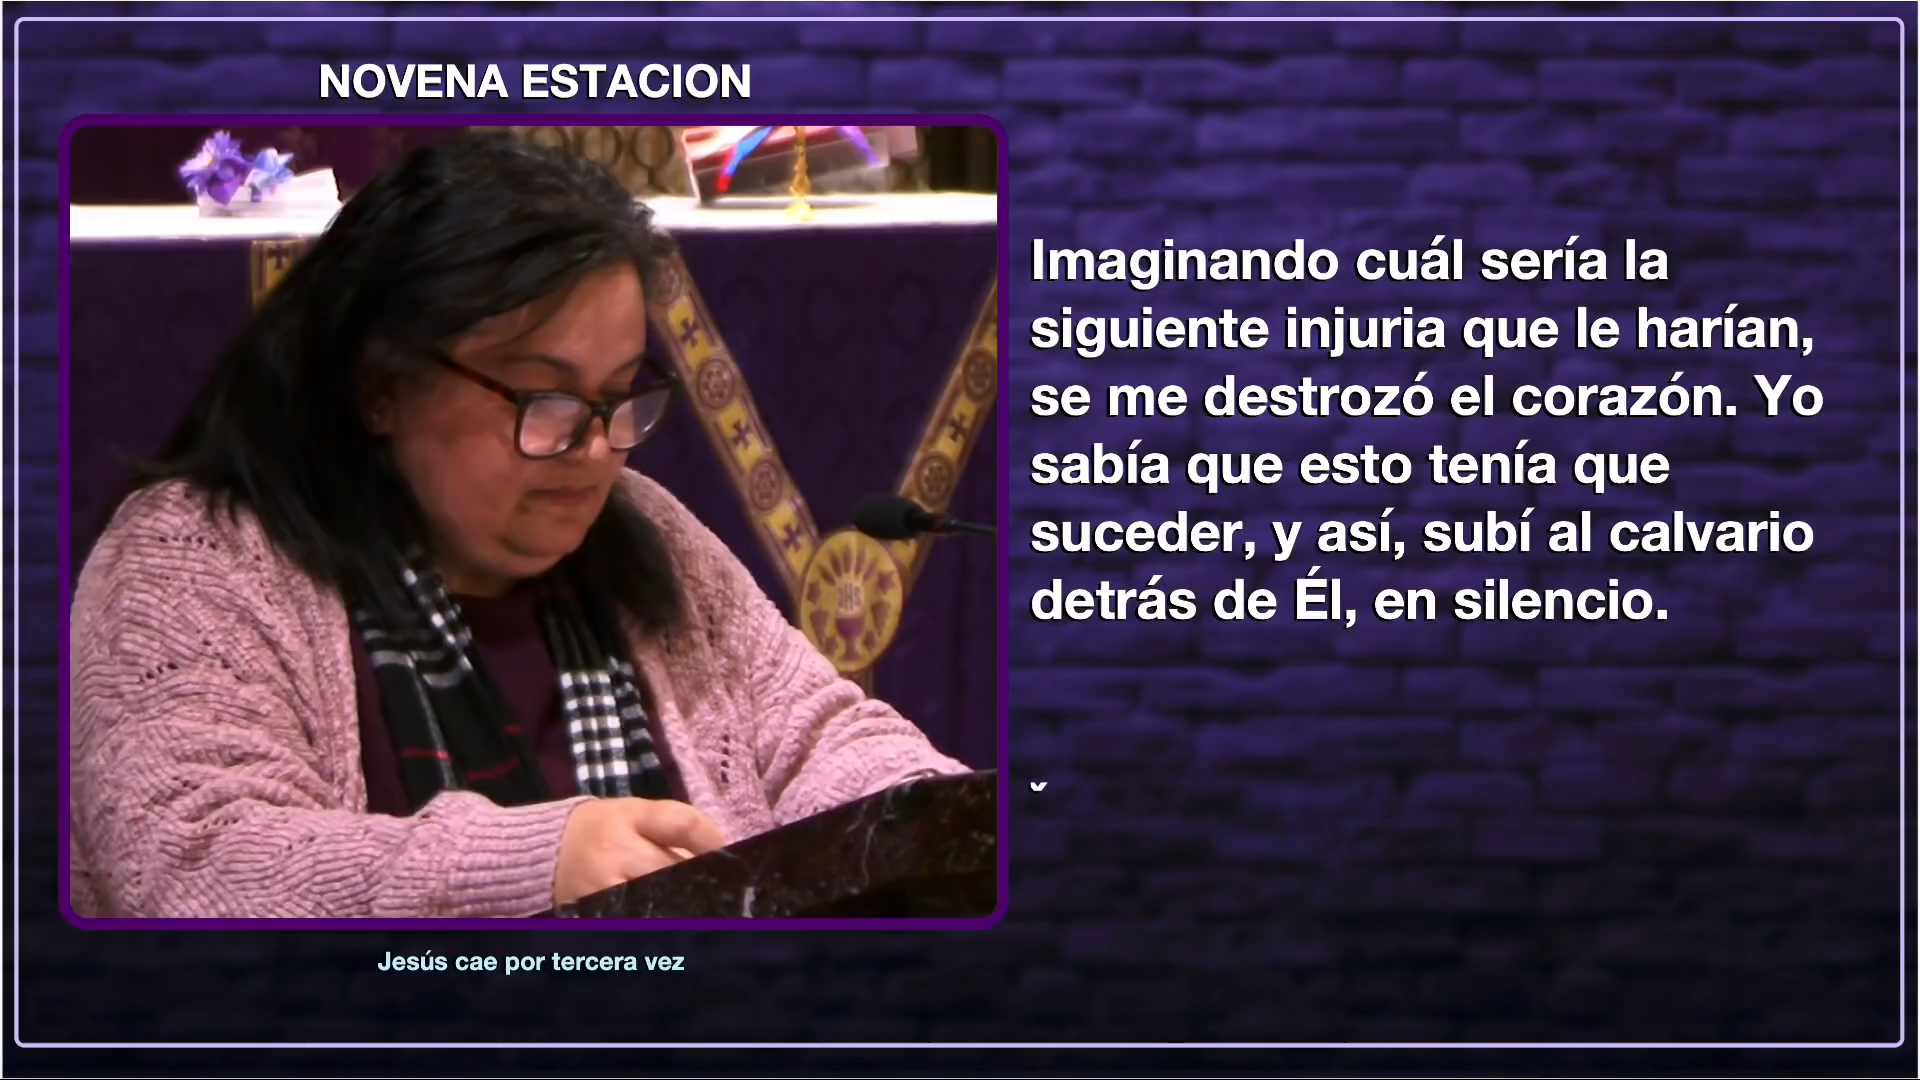 NOVENA ESTACION
Imaginando cuál sería la
siguiente injuria que le harían,
se me destrozó el corazón. Yo
sabía que esto tenía que
suceder, y así, subí al calvario
detrás de Él, en silencio.
Jesús cae por tercera vez
JHS